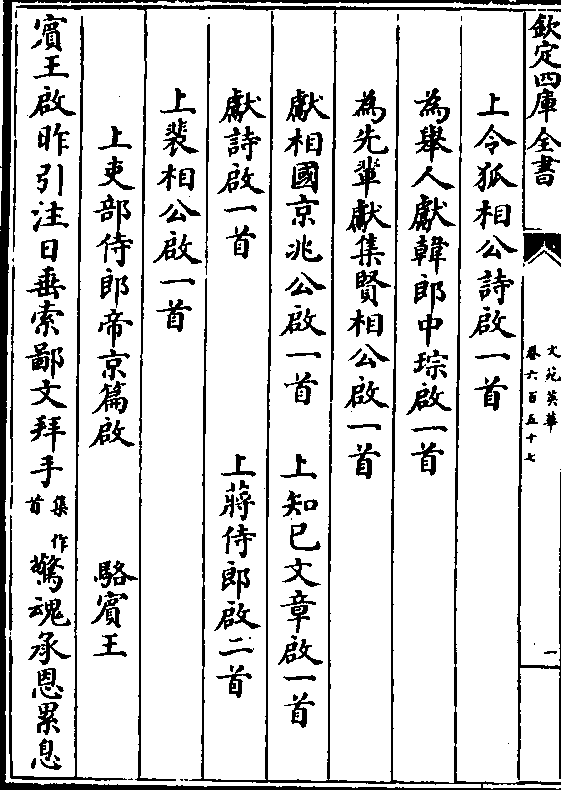 欽定四庫全書
文苑英華
卷六百五十七
一
上令狐相公詩啟一首
為舉人獻韓郎中琮啟一首
為先輩獻集賢相公啟一首
獻相國京兆公啟一首 上知已文章啟一首
獻詩啟一首 上蔣侍郎啟二首
上裴相公啟一首
上吏部侍郎帝京篇啟 駱賓王
賓王啟昨引注日垂索鄙文拜手集作首驚魂承恩累息